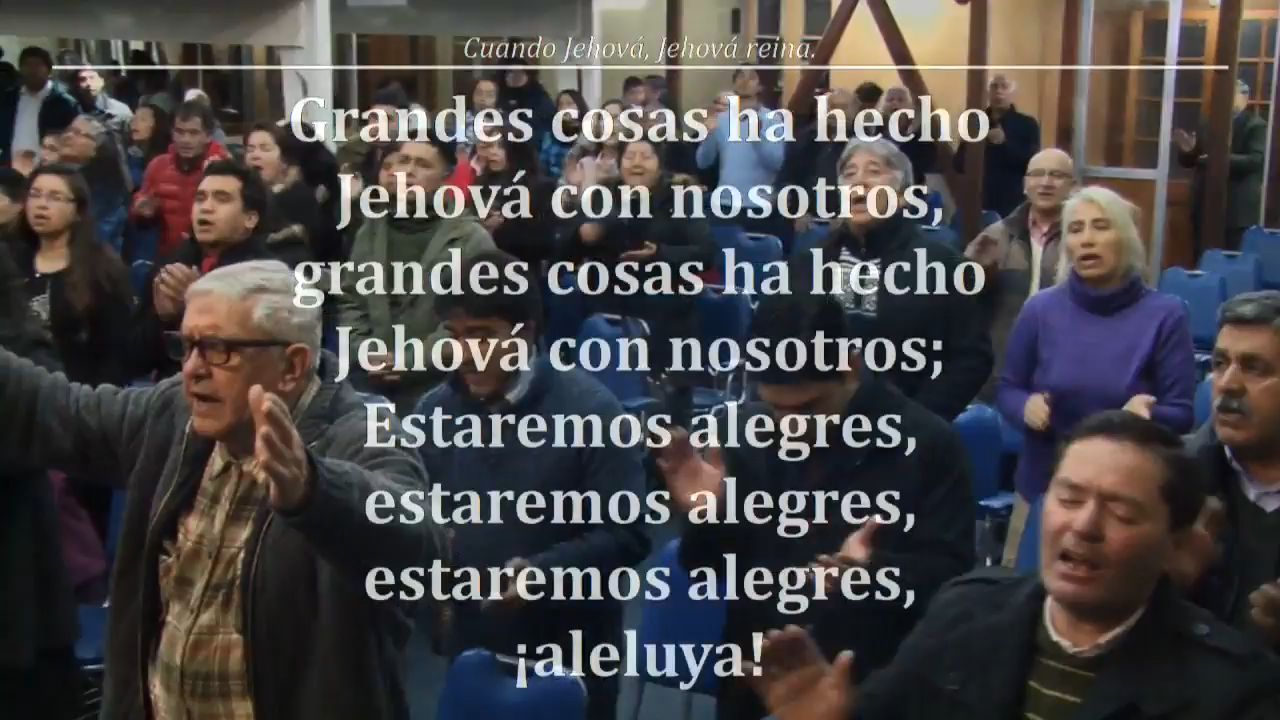 Cuando Jehová, Jehová reina.
Grandes cosas ha hecho
Jehová con nosotros,
grandes cosas ha hecho
Jehová con nosotros;
Estaremos alegres,
estaremos alegres,
estaremos alegres,
¡aleluya!